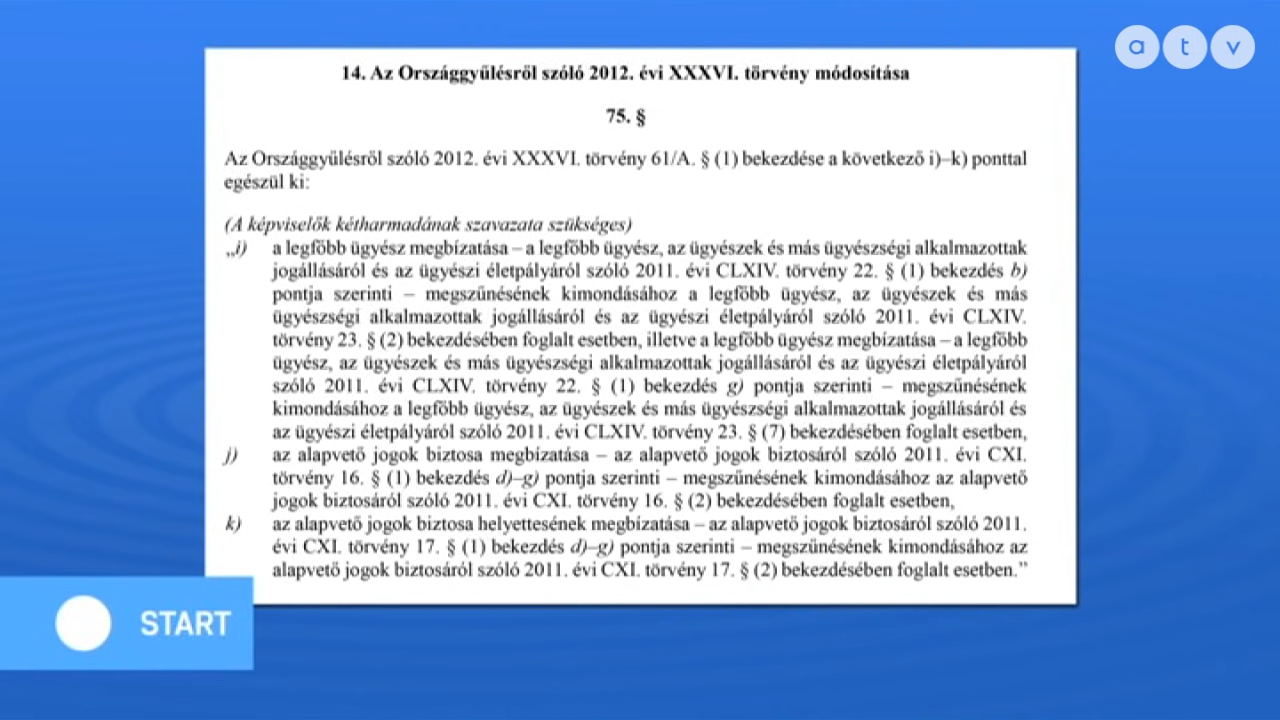 a t v
14. Az Országgyűlésről szóló 2012. évi XXXVI. törvény módosítása
75. §
Az Országgyűlésről szóló 2012. évi XXXVI. törvény 61/A. § (1) bekezdése a következő i)–k) ponttal
egészül ki:
(A képviselők kétharmadának szavazata szükséges)
„i) a legfőbb ügyész megbízatása – a legfőbb ügyész, az ügyészek és más ügyészségi alkalmazottak
jogállásáról és az ügyészi életpályáról szóló 2011. évi CLXIV. törvény 22. § (1) bekezdés b)
pontja szerinti – megszűnésének kimondásához a legfőbb ügyész, az ügyészek és más
ügyészségi alkalmazottak jogállásáról és az ügyészi életpályáról szóló 2011. évi CLXIV.
törvény 23. § (2) bekezdésében foglalt esetben, illetve a legfőbb ügyész megbízatása – a legfőbb
ügyész, az ügyészek és más ügyészségi alkalmazottak jogállásáról és az ügyészi életpályáról
szóló 2011. évi CLXIV. törvény 22. § (1) bekezdés g) pontja szerinti – megszűnésének
kimondásához a legfőbb ügyész, az ügyészek és más ügyészségi alkalmazottak jogállásáról és
az ügyészi életpályáról szóló 2011. évi CLXIV. törvény 23. § (7) bekezdésében foglalt esetben,
j) az alapvető jogok biztosa megbízatása – az alapvető jogok biztosáról szóló 2011. évi CXI.
törvény 16. § (1) bekezdés d)–g) pontja szerinti – megszűnésének kimondásához az alapvető
jogok biztosáról szóló 2011. évi CXI. törvény 16. § (2) bekezdésében foglalt esetben,
k) az alapvető jogok biztosa helyettesének megbízatása – az alapvető jogok biztosáról szóló 2011.
évi CXI. törvény 17. § (1) bekezdés d)–g) pontja szerinti – megszűnésének kimondásához az
alapvető jogok biztosáról szóló 2011. évi CXI. törvény 17. § (2) bekezdésében foglalt esetben.”
START